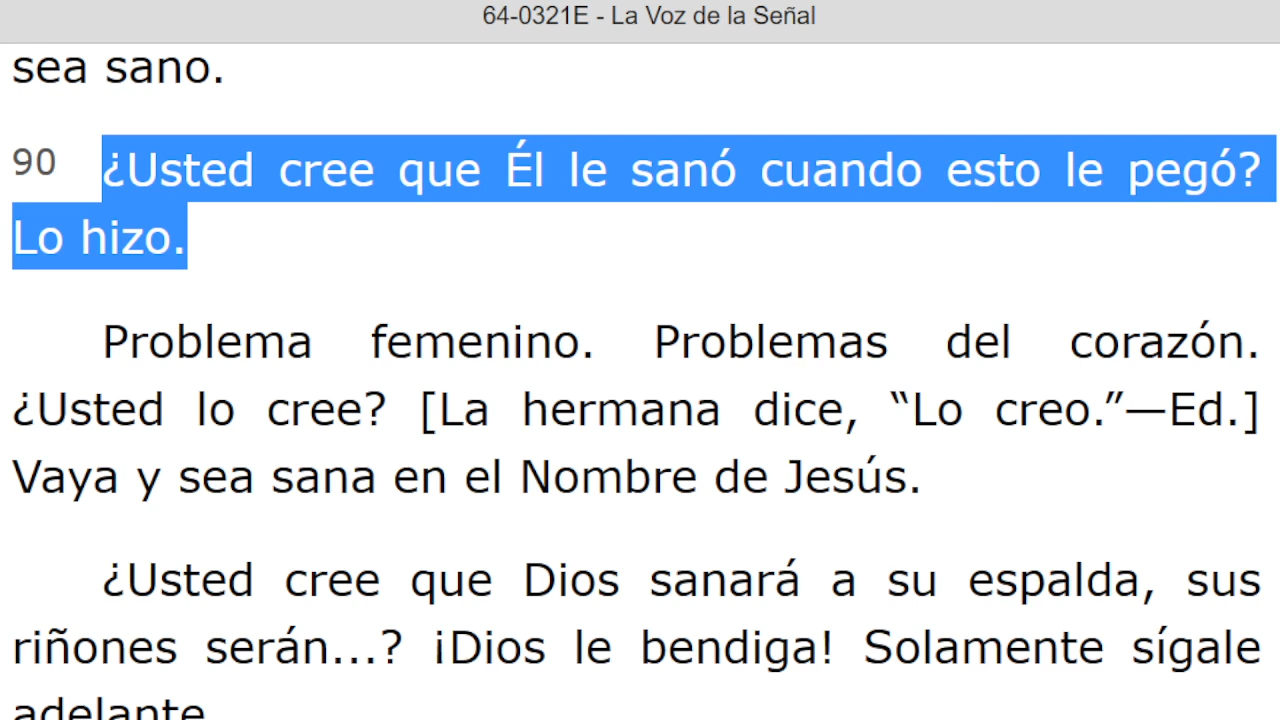 64-0321E - La Voz de la Señal
sea sano.
90 ¿Usted cree que Él le sanó cuando esto le pegó?
Lo hizo.
Problema femenino. Problemas del corazón.
¿Usted lo cree? [La hermana dice, “Lo creo.”—Ed.]
Vaya y sea sana en el Nombre de Jesús.
¿Usted cree que Dios sanará a su espalda, sus
riñones serán...? ¡Dios le bendiga! Solamente sígale
adelante